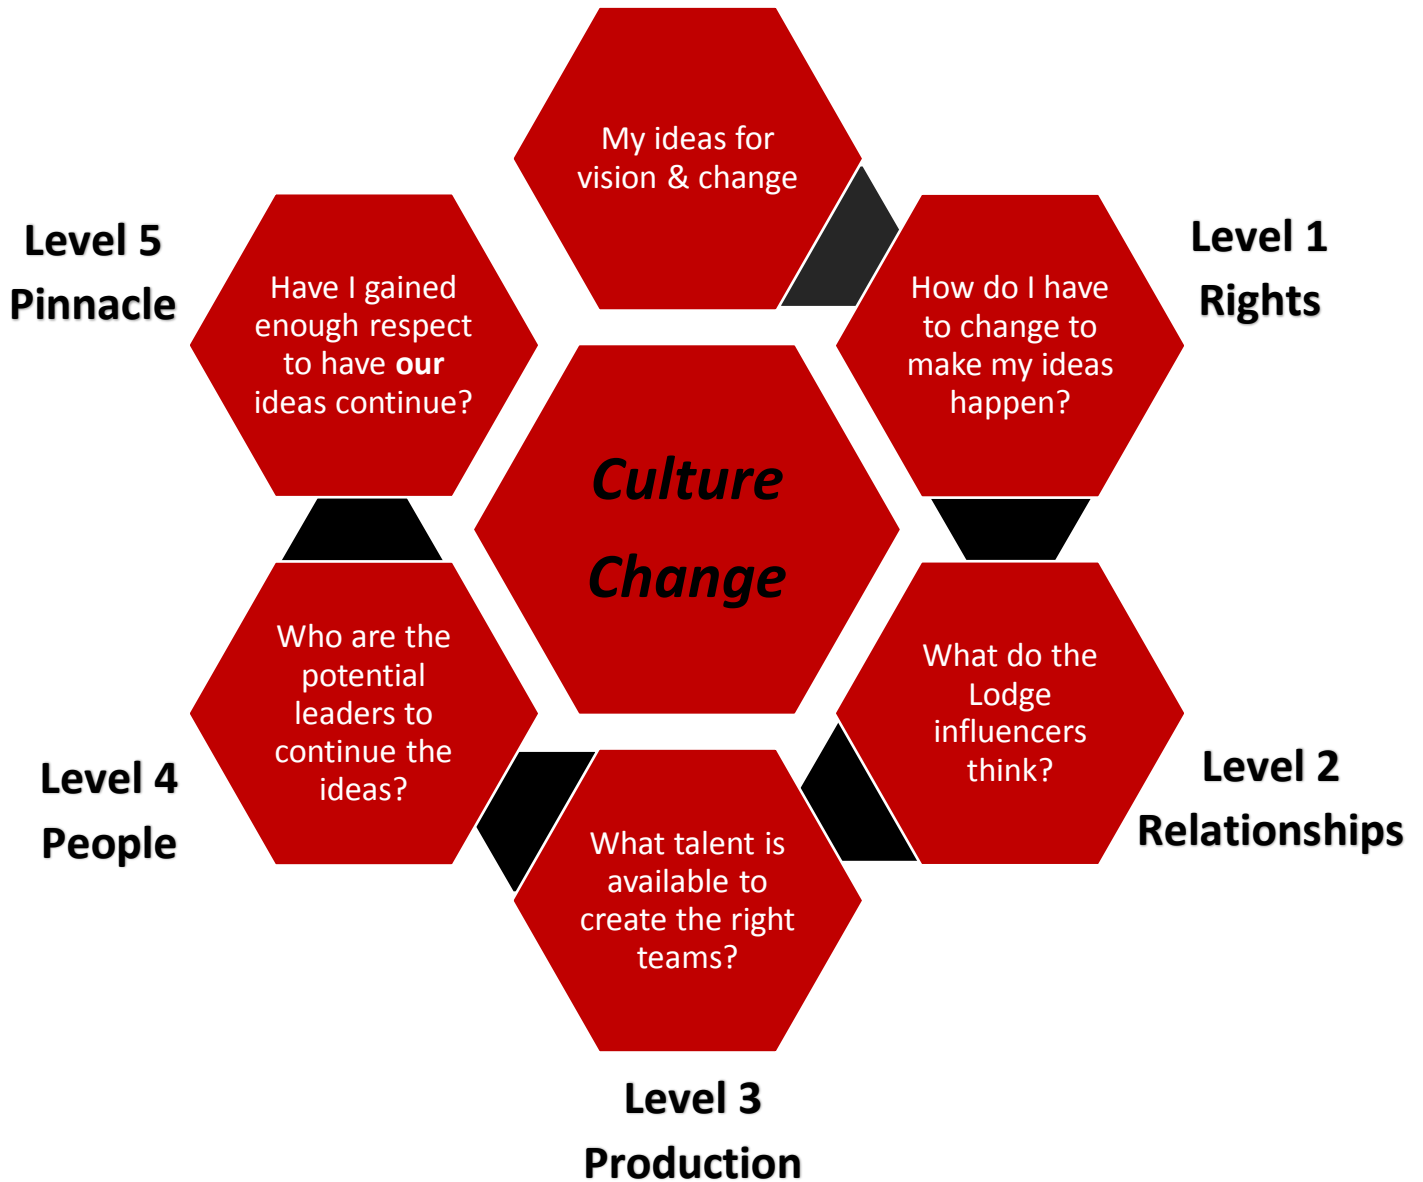 My ideas for
vision & change
Level 1
Rights
How do I have
to change to
make my ideas
happen?
What do the
Lodge
influencers
think?
Level 2
Relationships
What talent is
available to
create the right
teams?
Level 3
Production
Who are the
potential
leaders to
continue the
ideas?
Level 4
People
Level 5
Pinnacle
Have I gained
enough respect
to have our
ideas continue?
Culture
Change